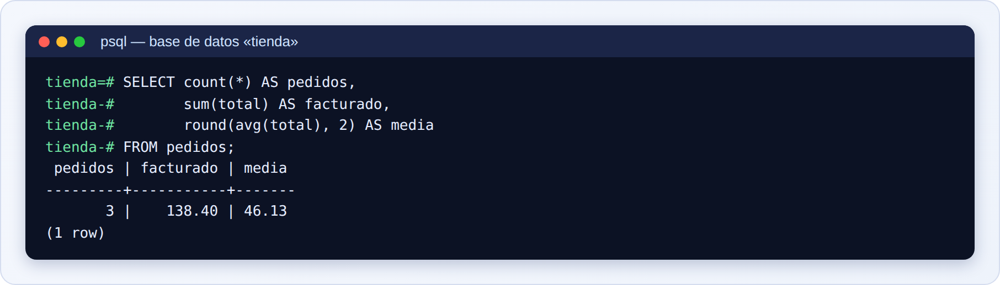 psql — base de datos «tienda»
tienda=# SELECT count(*) AS pedidos,
tienda-#        sum(total) AS facturado,
tienda-#        round(avg(total), 2) AS media
tienda-# FROM pedidos;
 pedidos | facturado | media
---------+-----------+-------
       3 |    138.40 | 46.13
(1 row)